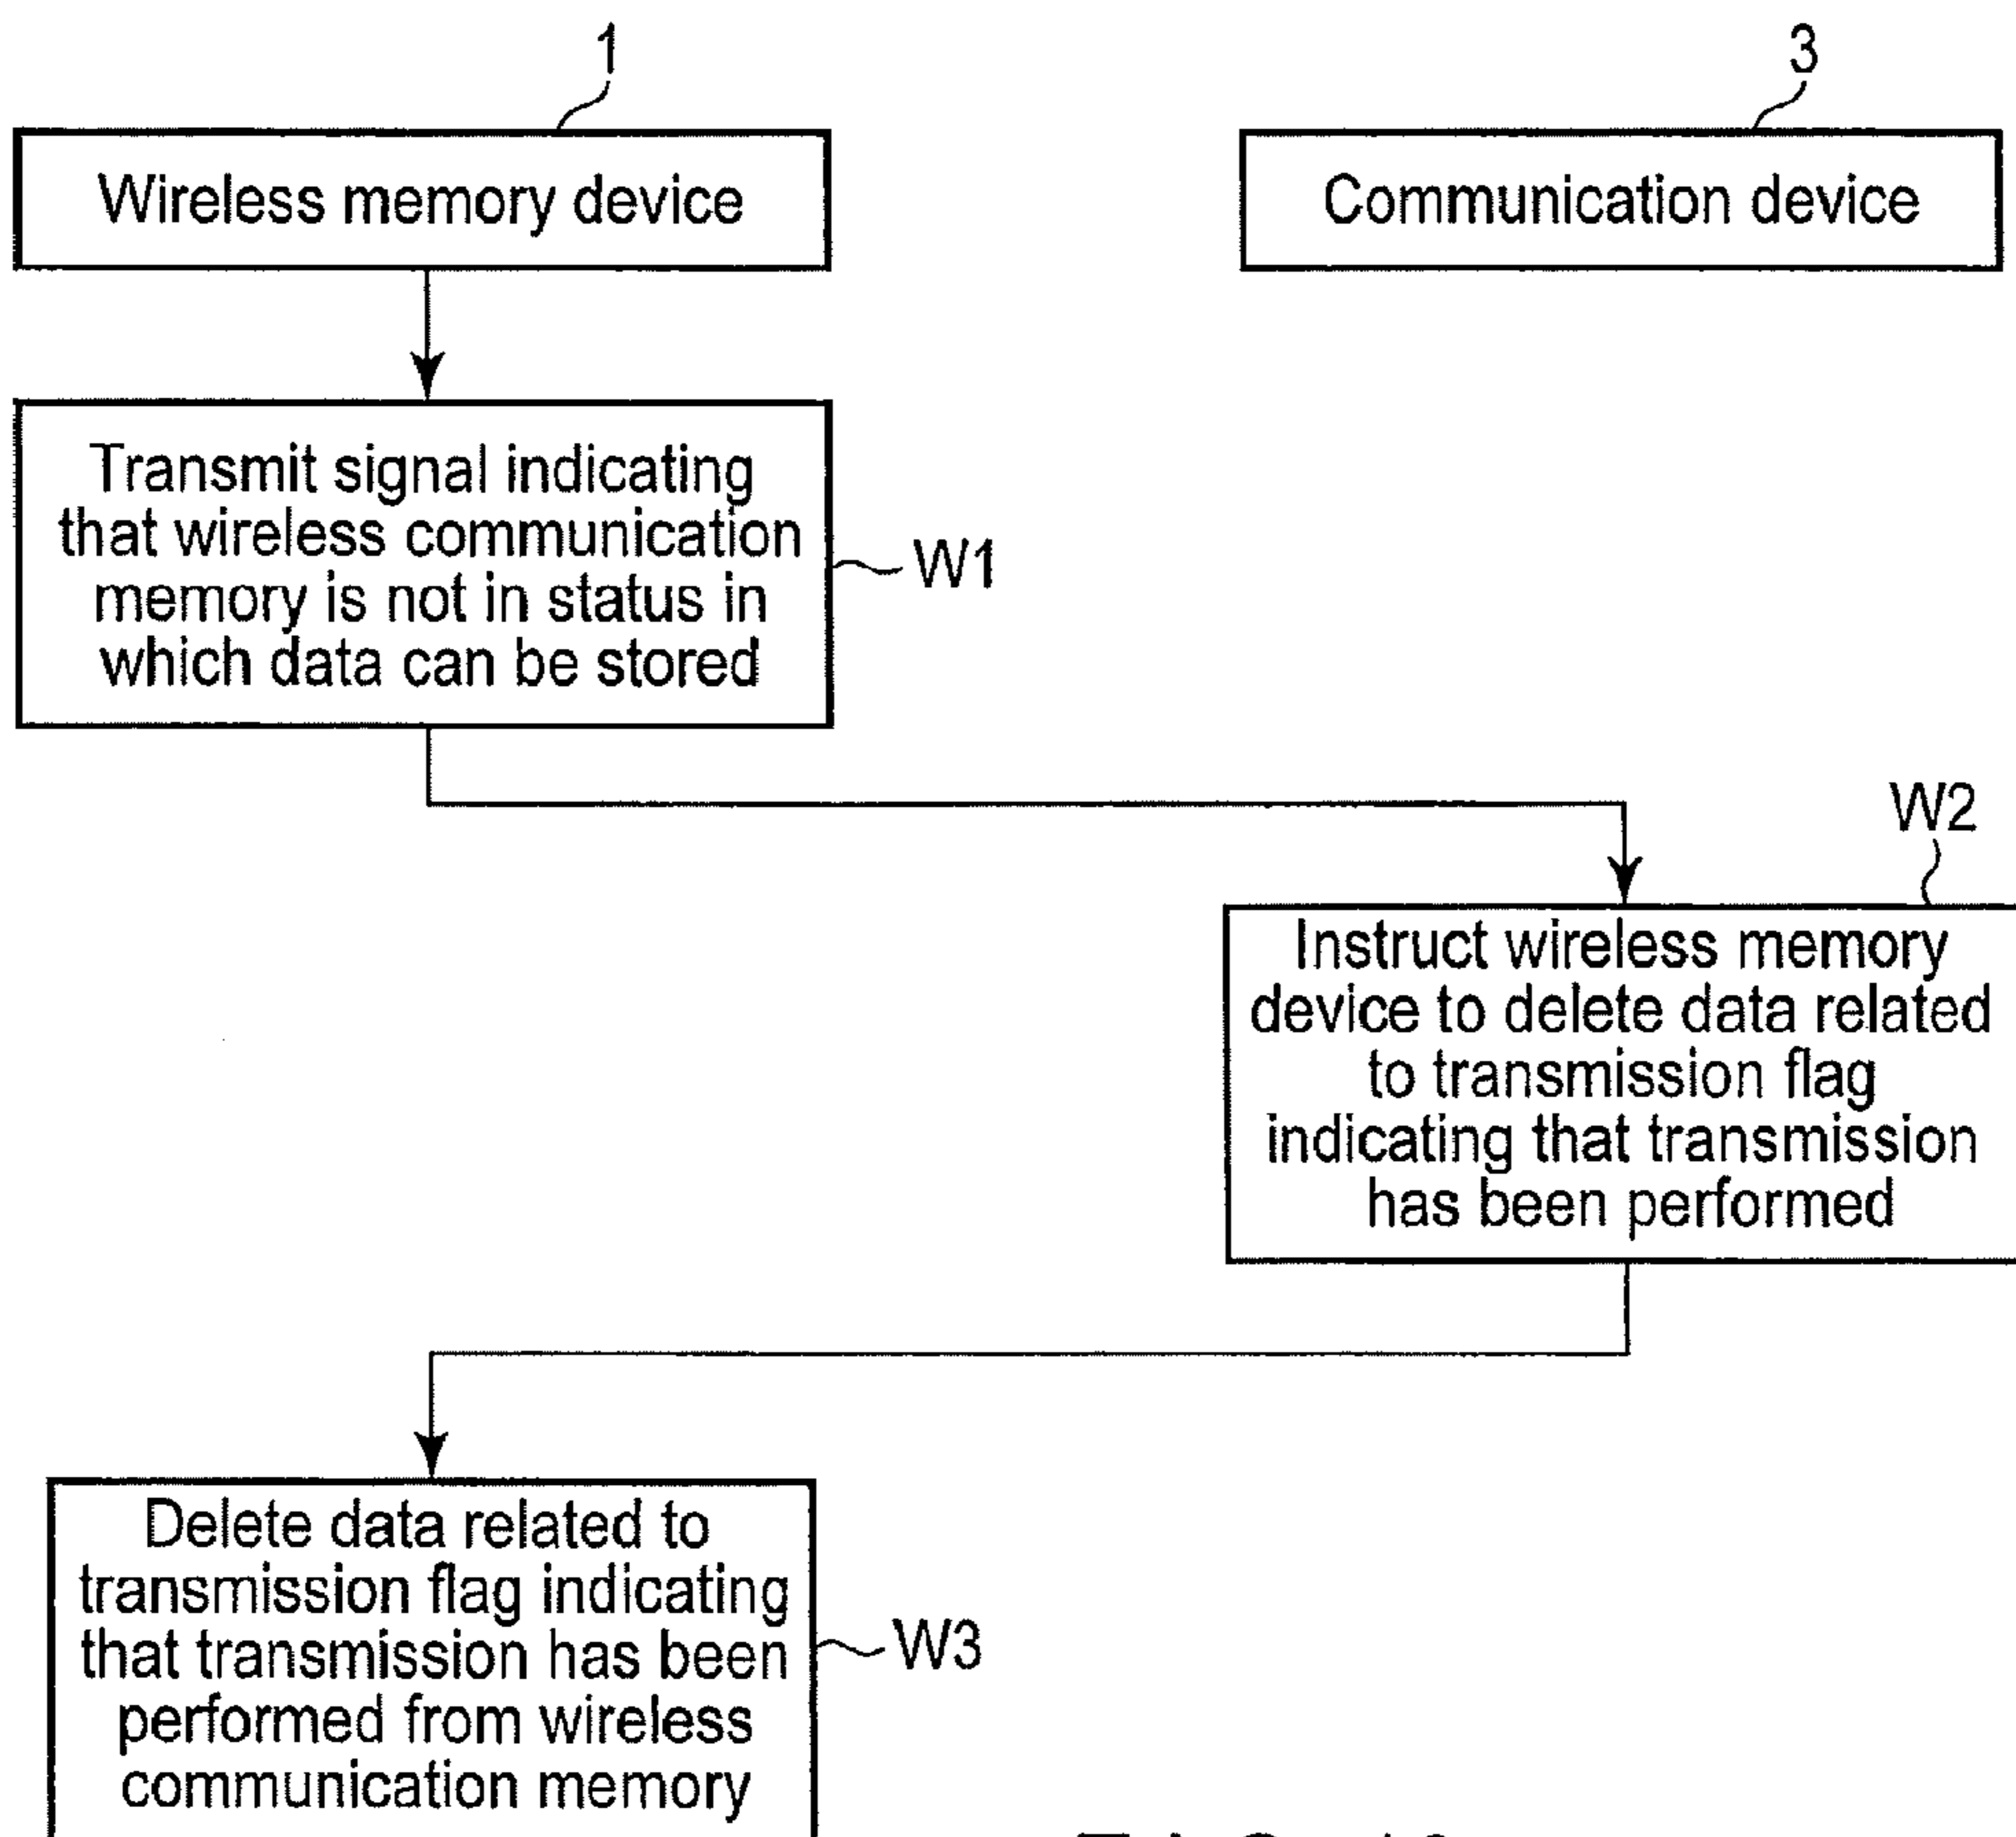 1
3
Wireless memory device
Communication device
Transmit signal indicating
that wireless communication
memory is not in status in
which data can be stored
W1
W2
Instruct wireless memory
device to delete data related
to transmission flag
indicating that transmission
has been performed
Delete data related to
transmission flag indicating
that transmission has been
performed from wireless
communication memory
W3